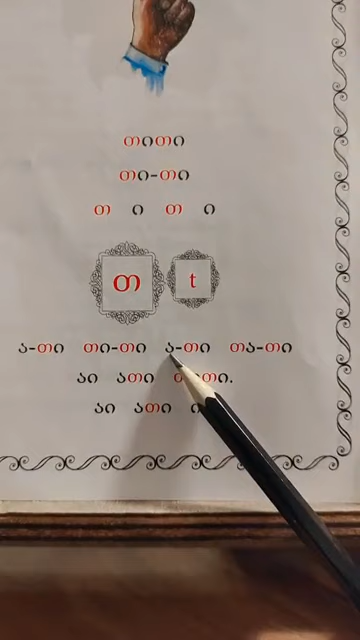 თითი
თი-თი
თ ი თ ი
თ t
ა-თი თი-თი ა-თი თა-თი
აი ათი
აი ათი